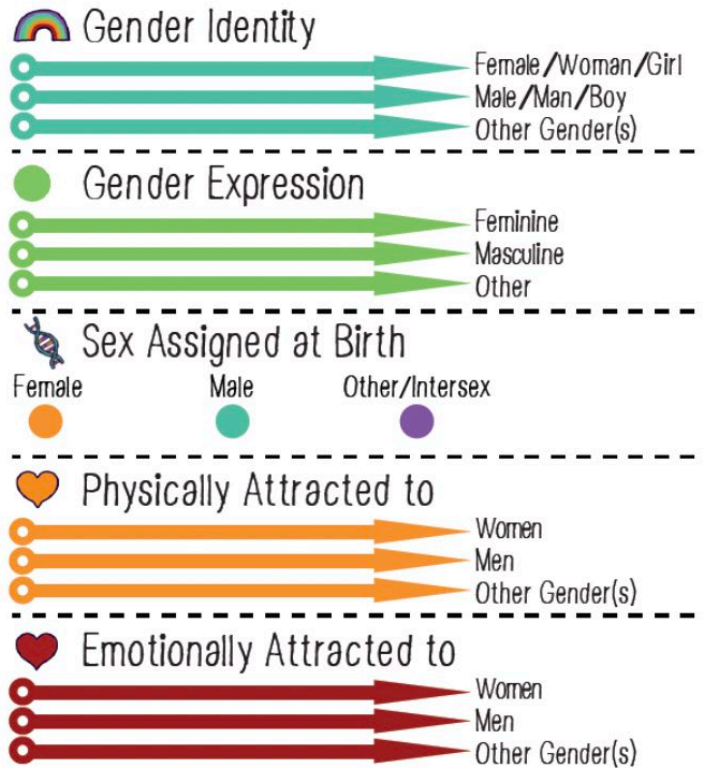 Gender Identity
Female/Woman/Girl
Male/Man/Boy
Other Gender(s)
Gender Expression
Feminine
Masculine
Other
Sex Assigned at Birth
Female Male Other/Intersex
Physically Attracted to
Women
Men
Other Gender(s)
Emotionally Attracted to
Women
Men
Other Gender(s)